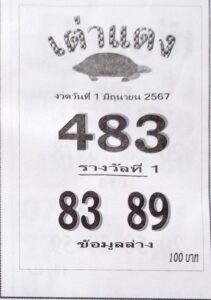 เต่าแดง
งวดวันที่ 1 มิถุนายน 2567
483
รางวัลที่ 1
83 89
ข้อมูลล่าง
100 บาท